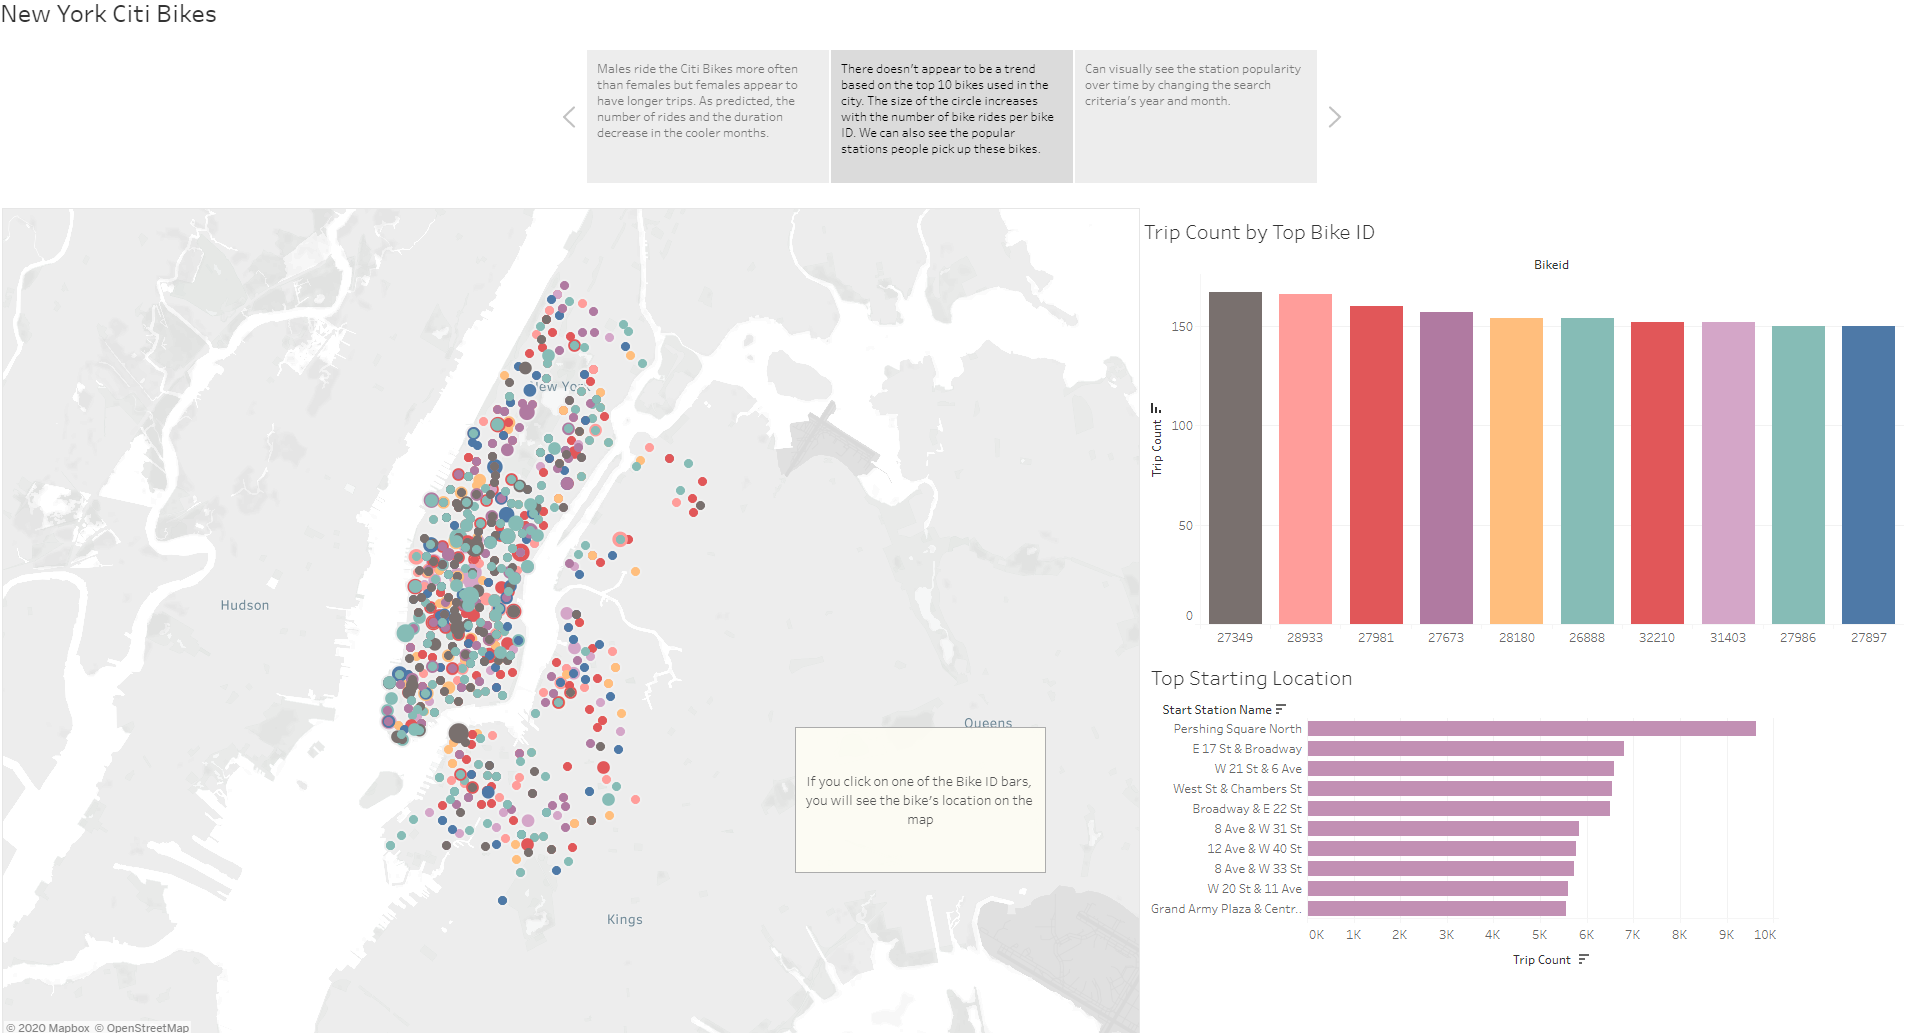 New York Citi Bikes
Males ride the Citi Bikes more often
than females but females appear to
have longer trips. As predicted, the
number of rides and the duration
decrease in the cooler months.
There doesn't appear to be a trend
based on the top 10 bikes used in the
city. The size of the circle increases
with the number of bike rides per bike
ID. We can also see the popular
stations people pick up these bikes.
Can visually see the station popularity
over time by changing the search
criteria's year and month.
New York
Hudson
Queens
Kings
If you click on one of the Bike ID bars,
you will see the bike's location on the
map
© 2020 Mapbox © OpenStreetMap
Trip Count by Top Bike ID
Bikeid
Trip Count
150
100
50
0
27349 28933 27981 27673 28180 26888 32210 31403 27986 27897
Top Starting Location
Start Station Name
Pershing Square North
E 17 St & Broadway
W 21 St & 6 Ave
West St & Chambers St
Broadway & E 22 St
8 Ave & W 31 St
12 Ave & W 40 St
8 Ave & W 33 St
W 20 St & 11 Ave
Grand Army Plaza & Centr..
0K 1K 2K 3K 4K 5K 6K 7K 8K 9K 10K
Trip Count